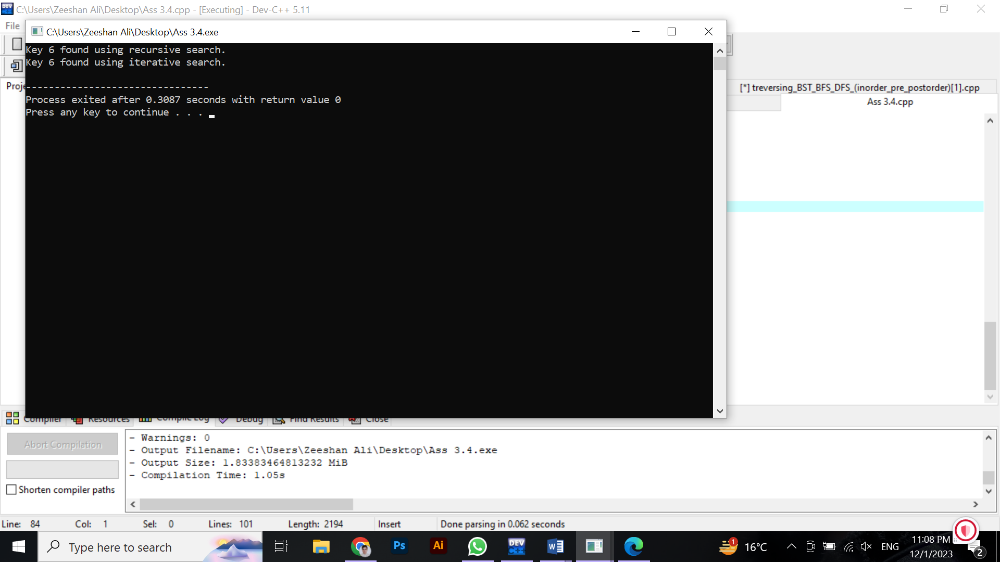 C:\Users\Zeeshan Ali\Desktop\Ass 3.4.cpp - [Executing] - Dev-C++ 5.11
File
C:\Users\Zeeshan Ali\Desktop\Ass 3.4.exe
Key 6 found using recursive search.
Key 6 found using iterative search.
--------------------------------
Process exited after 0.3087 seconds with return value 0
Press any key to continue . . .
Proje
[*] treversing_BST_BFS_DFS_(inorder_pre_postorder)[1].cpp
Ass 3.4.cpp
Compiler Resources Compile Log Debug Find Results Close
Abort Compilation
Shorten compiler paths
- Warnings: 0
- Output Filename: C:\Users\Zeeshan Ali\Desktop\Ass 3.4.exe
- Output Size: 1.83383464813232 MiB
- Compilation Time: 1.05s
Line: 84 Col: 1 Sel: 0 Lines: 101 Length: 2194 Insert Done parsing in 0.062 seconds
Type here to search
Ps
Ai
DEV C++
W
1
16°C
ENG
11:08 PM
12/1/2023
2